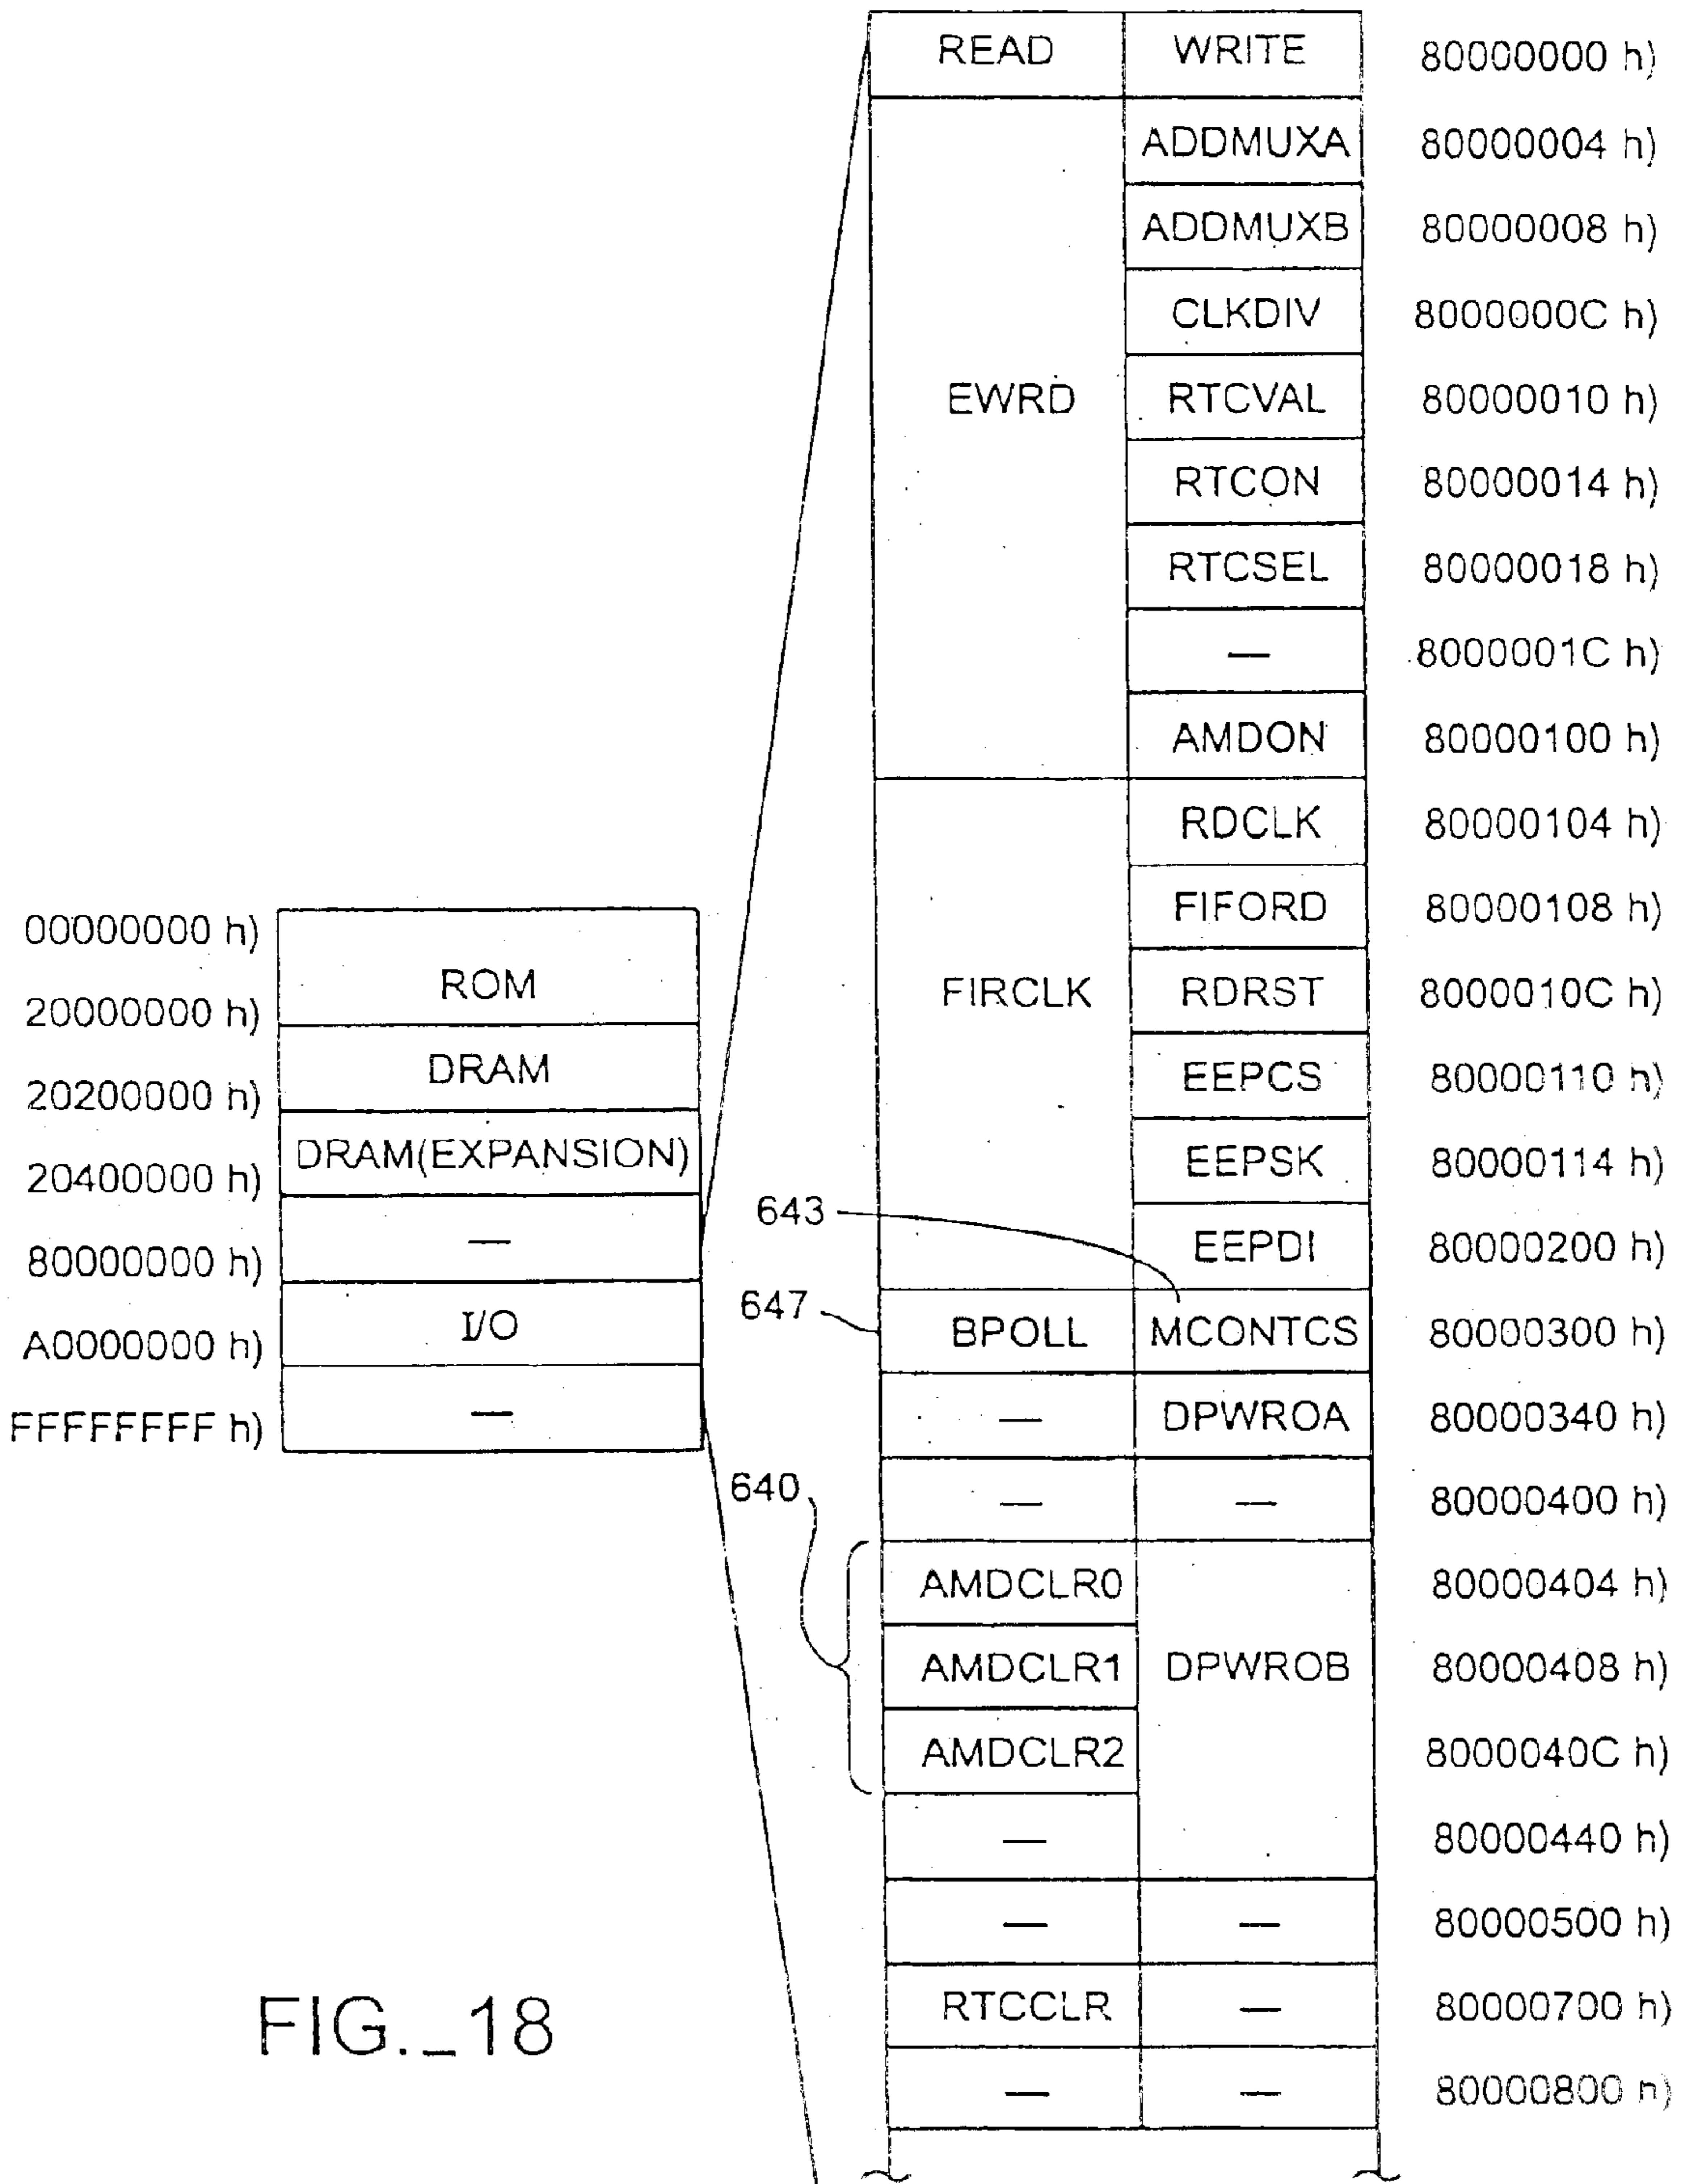 READ WRITE 80000000 h)
ADDMUXA 80000004 h)
ADDMUXB 80000008 h)
CLKDIV 8000000C h)
EWRD RTCVAL 80000010 h)
RTCON 80000014 h)
RTCSEL 80000018 h)
— 8000001C h)
AMDON 80000100 h)
RDCLK 80000104 h)
FIFORD 80000108 h)
FIRCLK RDRST 8000010C h)
EEPCS 80000110 h)
EEPSK 80000114 h)
EEPDI 80000200 h)
BPOLL MCONTCS 80000300 h)
— DPWROA 80000340 h)
— — 80000400 h)
AMDCLR0 80000404 h)
AMDCLR1 DPWROB 80000408 h)
AMDCLR2 8000040C h)
— 80000440 h)
— — 80000500 h)
RTCCLR — 80000700 h)
— — 80000800 h)
643
647
640
00000000 h)
ROM
20000000 h)
DRAM
20200000 h)
DRAM(EXPANSION)
20400000 h)
—
80000000 h)
I/O
A0000000 h)
—
FFFFFFFF h)
FIG._18